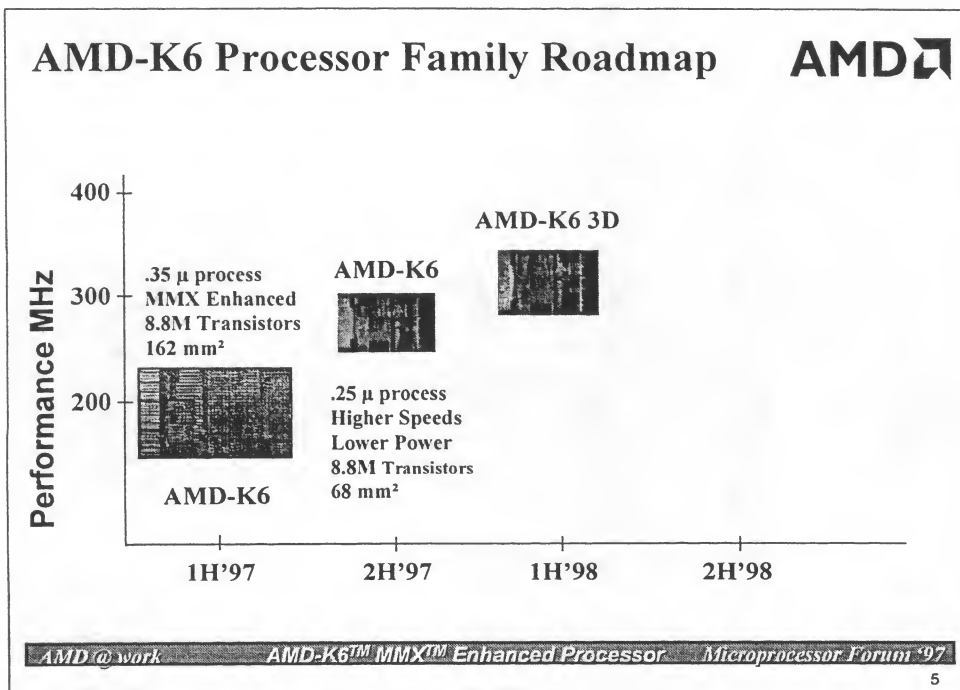 AMD-K6 Processor Family Roadmap
AMD
Performance MHz
400
300
200
.35 µ process
MMX Enhanced
8.8M Transistors
162 mm²
AMD-K6
AMD-K6
.25 µ process
Higher Speeds
Lower Power
8.8M Transistors
68 mm²
AMD-K6 3D
1H'97
2H'97
1H'98
2H'98
AMD @ work
AMD-K6™ MMX™ Enhanced Processor
Microprocessor Forum '97
5